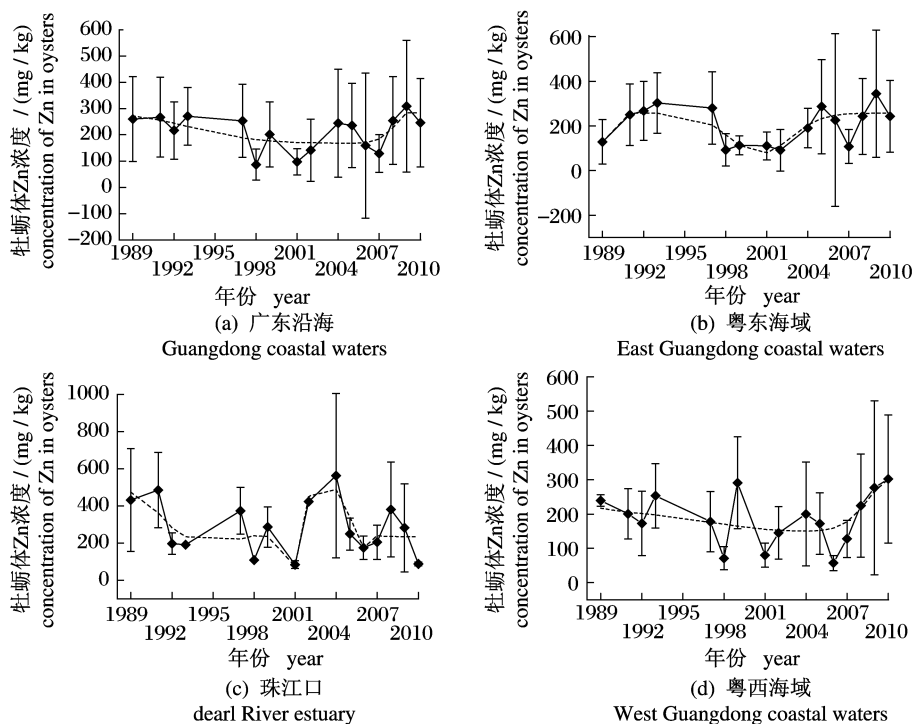 牡蛎体Zn浓度 / (mg / kg)
concentration of Zn in oysters
600
500
400
300
200
100
0
−100
−200
1989
1992
1995
1998
2001
2004
2007
2010
年份 year
(a) 广东沿海
Guangdong coastal waters
牡蛎体Zn浓度 / (mg / kg)
concentration of Zn in oysters
600
400
200
0
−200
1989
1992
1995
1998
2001
2004
2007
2010
年份 year
(b) 粤东海域
East Guangdong coastal waters
牡蛎体Zn浓度 / (mg / kg)
concentration of Zn in oysters
1000
800
600
400
200
0
1989
1992
1995
1998
2001
2004
2007
2010
年份 year
(c) 珠江口
dearl River estuary
牡蛎体Zn浓度 / (mg / kg)
concentration of Zn in oysters
600
500
400
300
200
100
0
1989
1992
1995
1998
2001
2004
2007
2010
年份 year
(d) 粤西海域
West Guangdong coastal waters